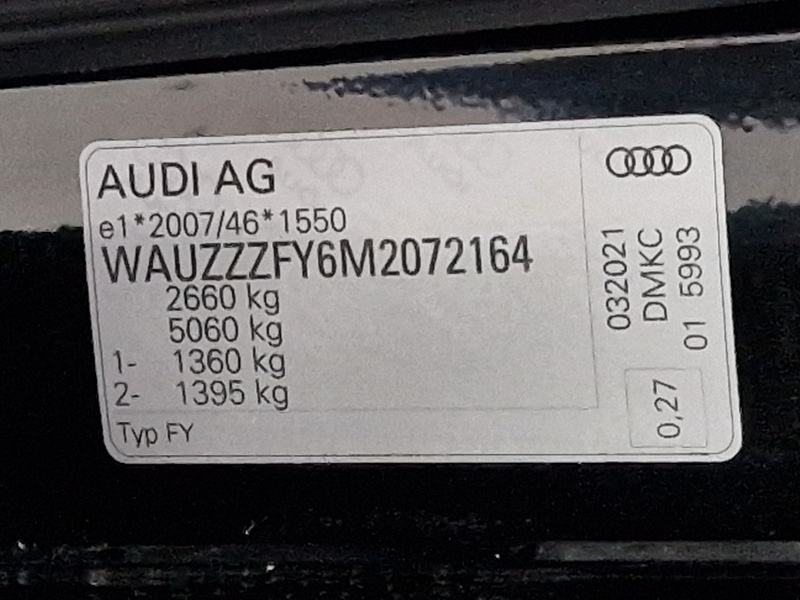 AUDI AG
e1*2007/46*1550
WAUZZZFY6M2072164
2660 kg
5060 kg
1- 1360 kg
2- 1395 kg
Typ FY
032021
DMKC
01 5993
0,27